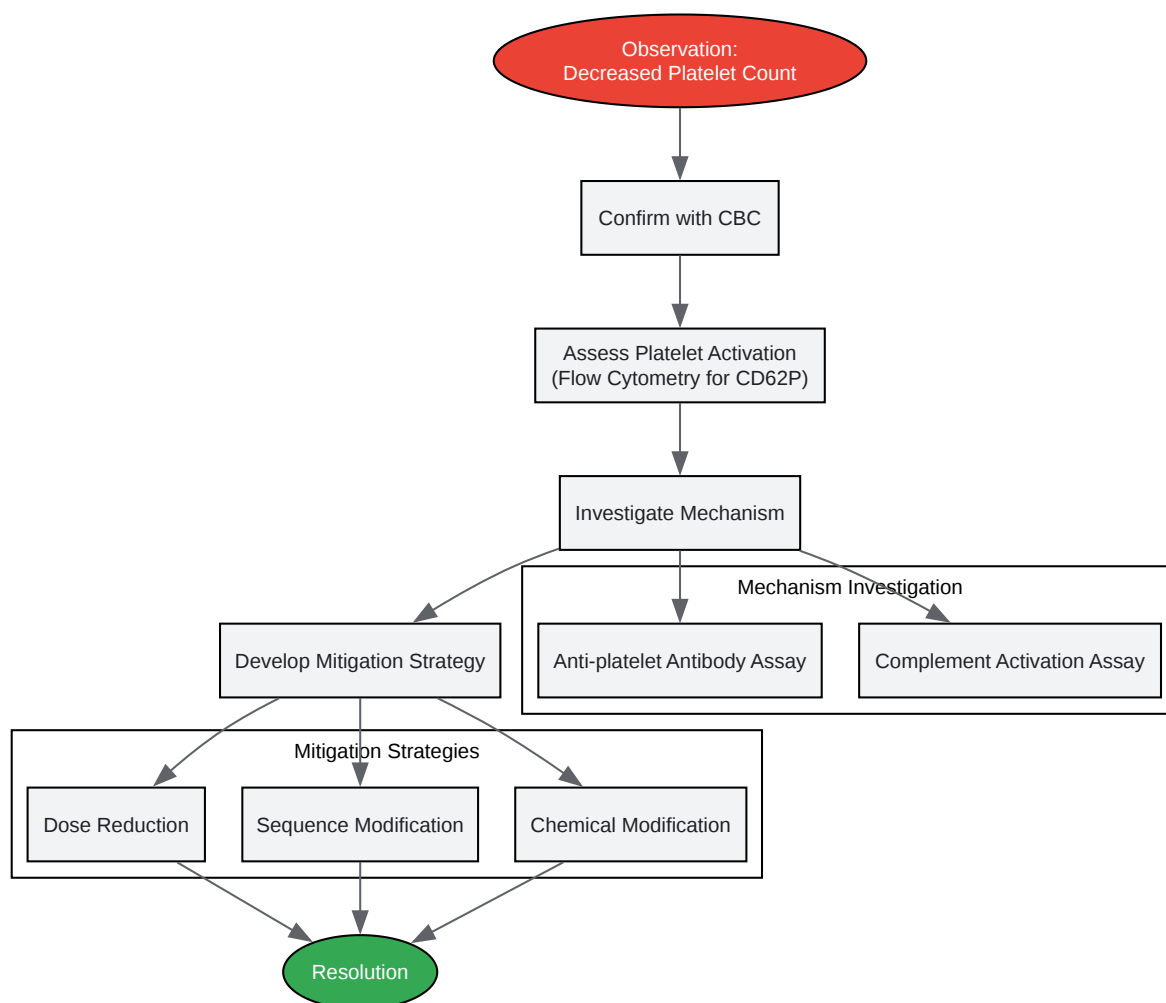 Observation:
Decreased Platelet Count
Confirm with CBC
Assess Platelet Activation
(Flow Cytometry for CD62P)
Investigate Mechanism
Mechanism Investigation
Develop Mitigation Strategy
Anti-platelet Antibody Assay
Complement Activation Assay
Mitigation Strategies
Dose Reduction
Sequence Modification
Chemical Modification
Resolution